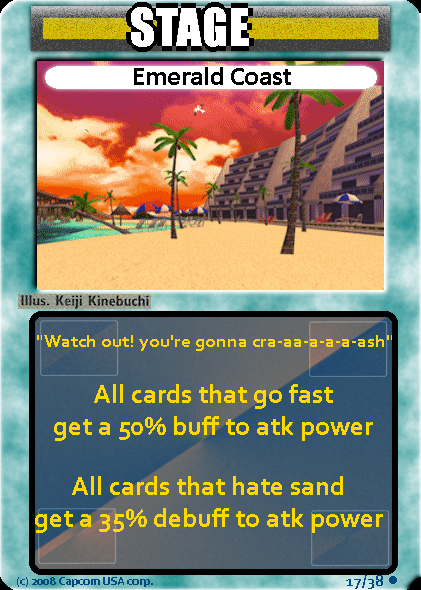 STAGE
Emerald Coast
Illus. Keiji Kinebuchi
"Watch out! you're gonna cra-aa-a-a-a-ash"
All cards that go fast
get a 50% buff to atk power
All cards that hate sand
get a 35% debuff to atk power
(c) 2008 Capcom USA corp.
17/38